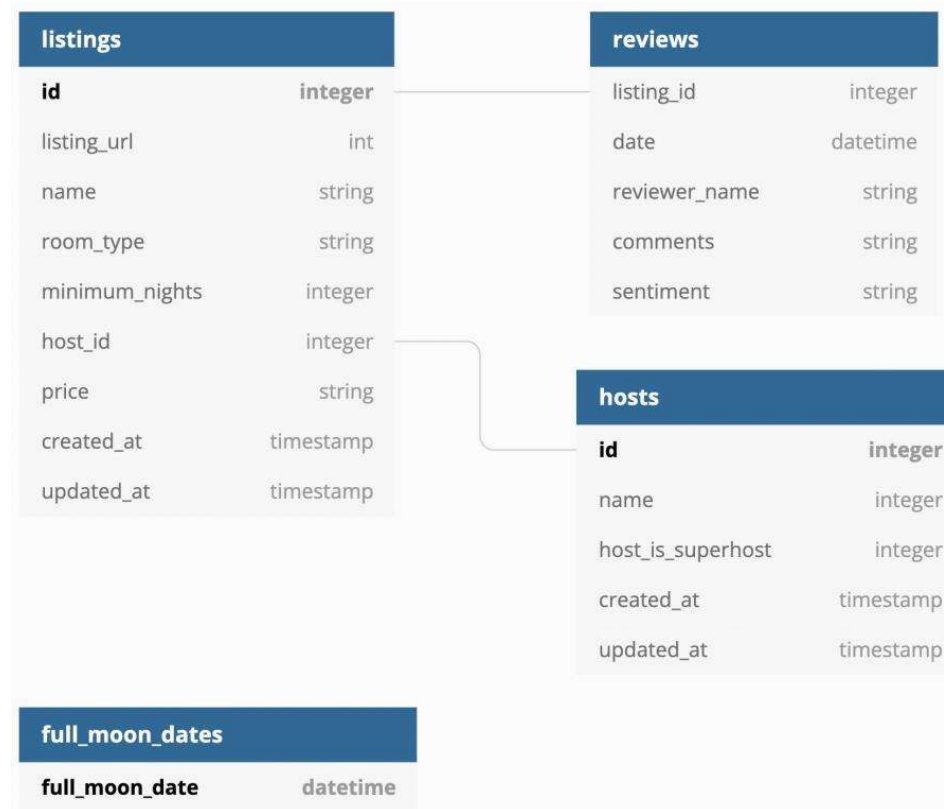 listings
id integer
listing_url int
name string
room_type string
minimum_nights integer
host_id integer
price string
created_at timestamp
updated_at timestamp
reviews
listing_id integer
date datetime
reviewer_name string
comments string
sentiment string
hosts
id integer
name integer
host_is_superhost integer
created_at timestamp
updated_at timestamp
full_moon_dates
full_moon_date datetime